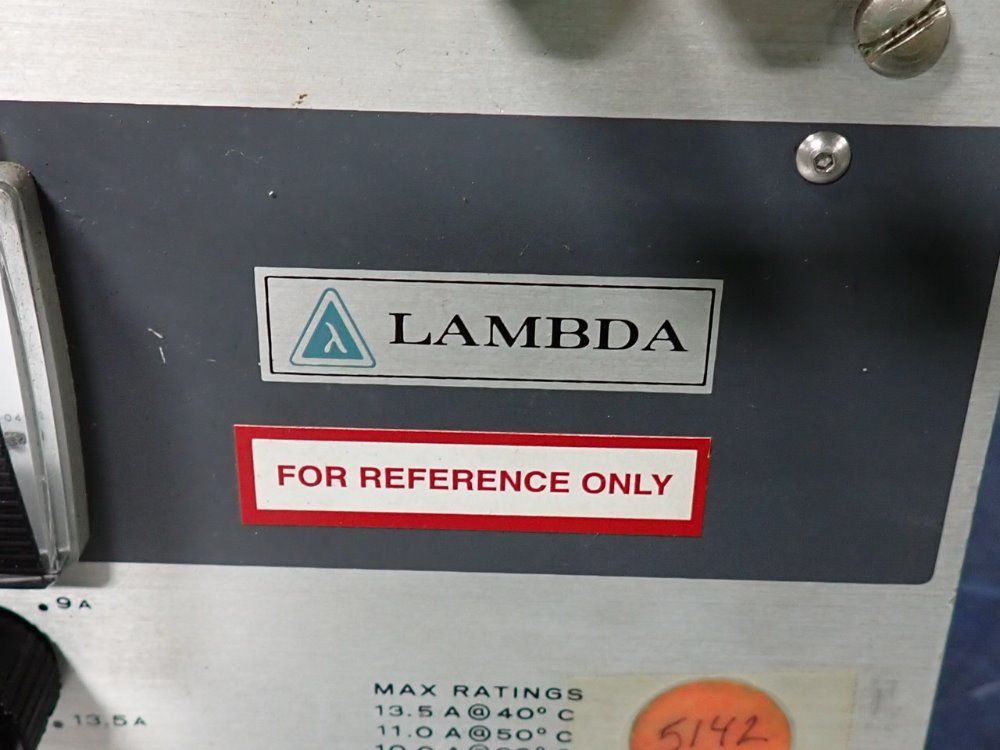 λ LAMBDA
FOR REFERENCE ONLY
9A
13.5A
MAX RATINGS
13.5 A@40° C
11.0 A@50° C
5142